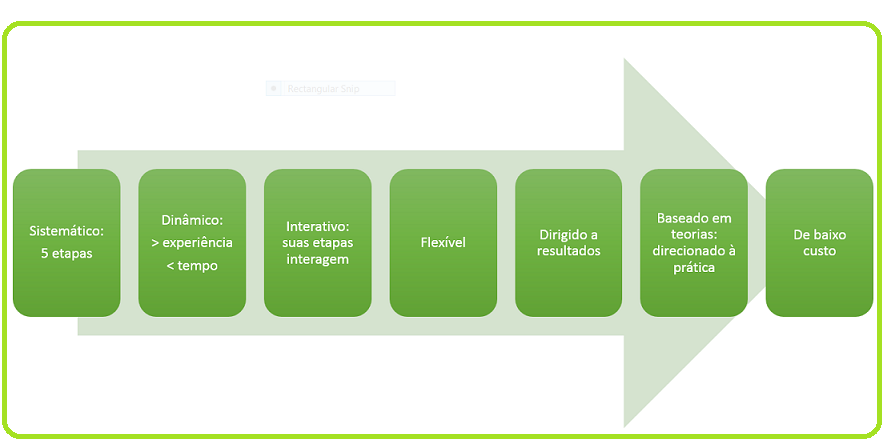 Rectangular Snip
Sistemático:
5 etapas
Dinâmico:
> experiência
< tempo
Interativo:
suas etapas
interagem
Flexível
Dirigido a
resultados
Baseado em
teorias:
direcionado à
prática
De baixo
custo